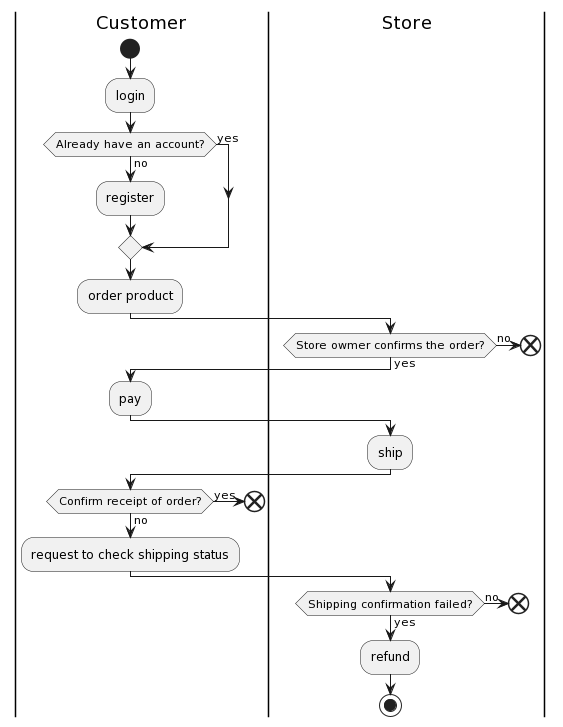 Customer
Store
login
Already have an account?
yes
no
register
order product
Store owner confirms the order?
no
yes
pay
ship
Confirm receipt of order?
yes
no
request to check shipping status
Shipping confirmation failed?
no
yes
refund